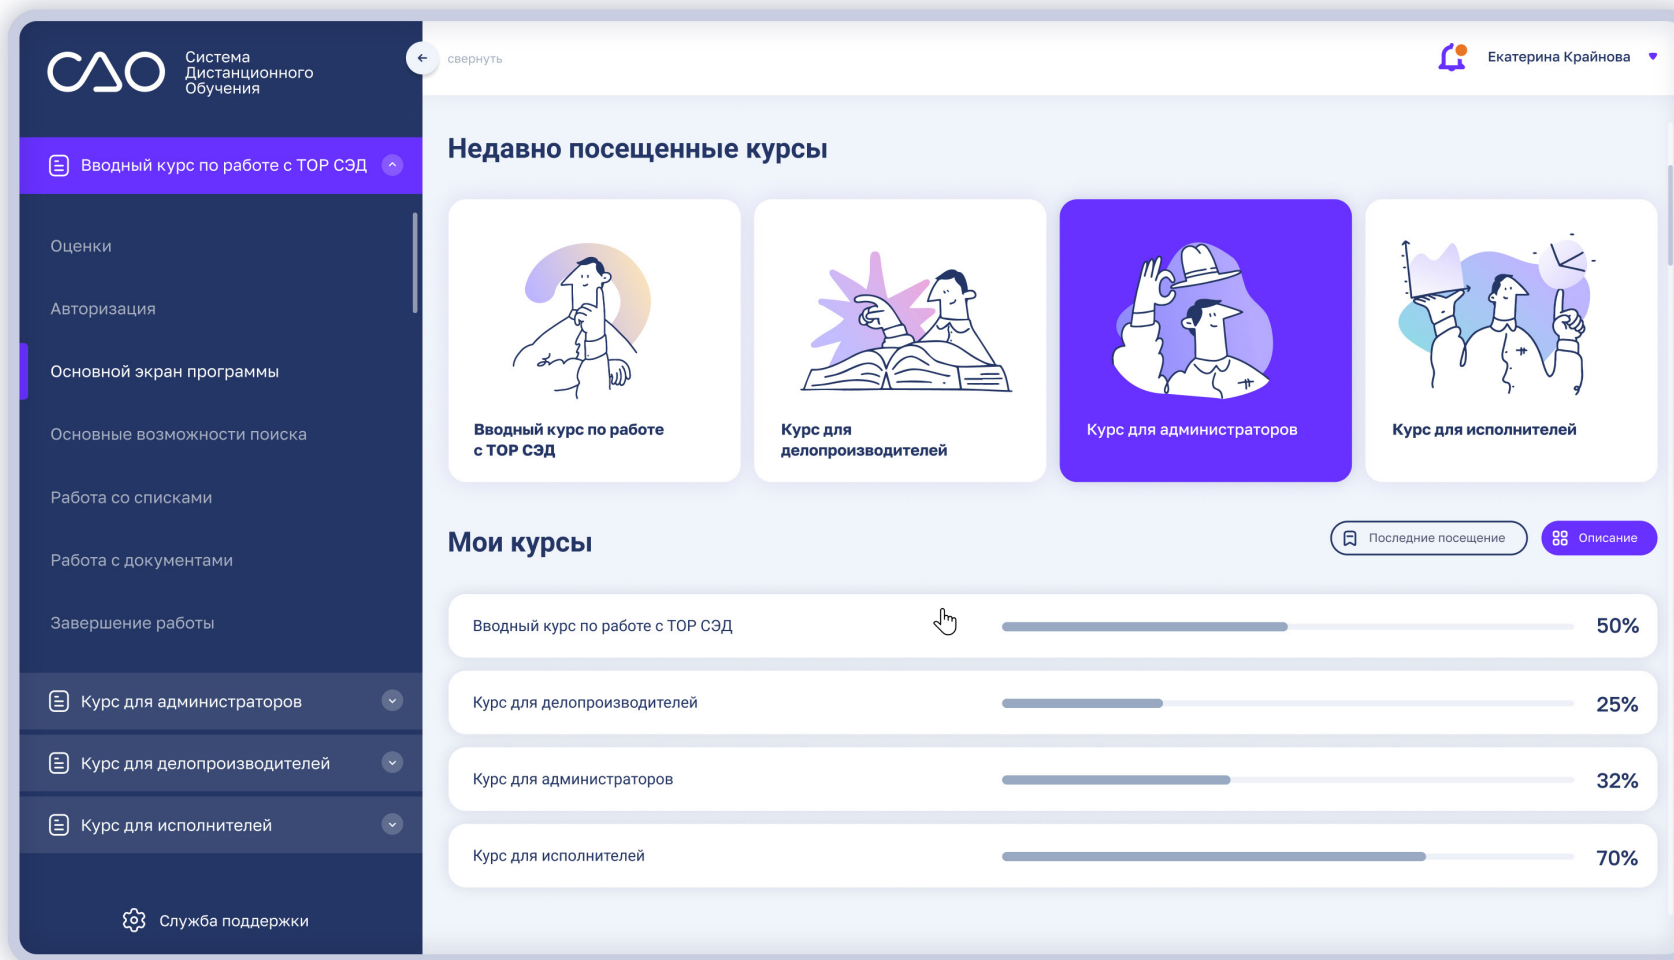 СДО
Система
Дистанционного
Обучения
свернуть
Екатерина Крайнова
Вводный курс по работе с ТОР СЭД
Оценки
Авторизация
Основной экран программы
Основные возможности поиска
Работа со списками
Работа с документами
Завершение работы
Курс для администраторов
Курс для делопроизводителей
Курс для исполнителей
Служба поддержки
Недавно посещенные курсы
Вводный курс по работе
с ТОР СЭД
Курс для
делопроизводителей
Курс для администраторов
Курс для исполнителей
Мои курсы
Последние посещение
Описание
Вводный курс по работе с ТОР СЭД
50%
Курс для делопроизводителей
25%
Курс для администраторов
32%
Курс для исполнителей
70%